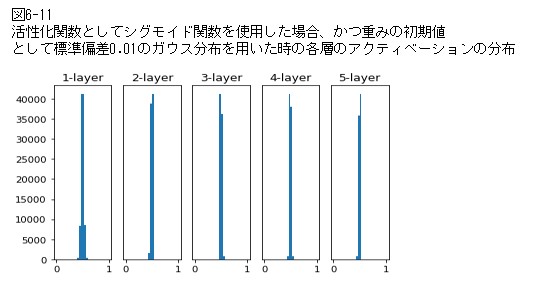 図6-11
活性化関数としてシグモイド関数を使用した場合、かつ重みの初期値
として標準偏差0.01のガウス分布を用いた時の各層のアクティベーションの分布
1-layer 2-layer 3-layer 4-layer 5-layer
40000
35000
30000
25000
20000
15000
10000
5000
0
0 1 0 1 0 1 0 1 0 1